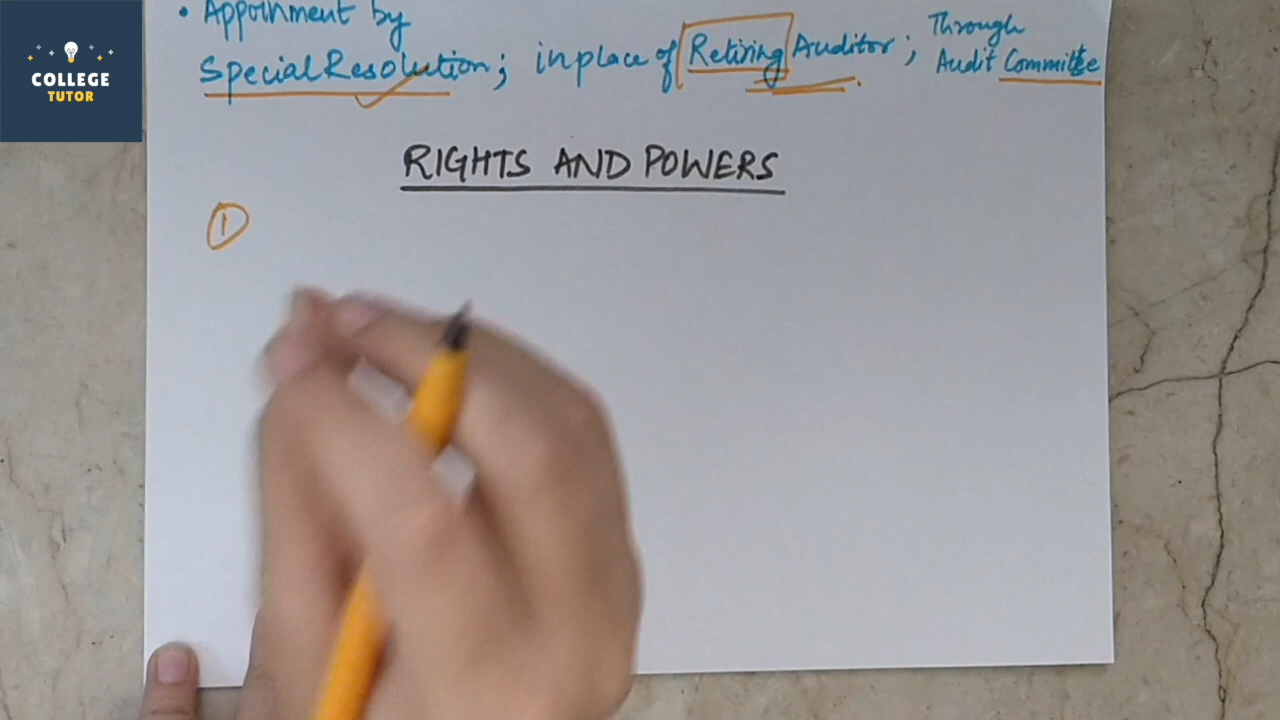 COLLEGE
TUTOR
• Appointment by
Special Resolution; in place of Retiring Auditor; Through
Audit Committee
RIGHTS AND POWERS
①